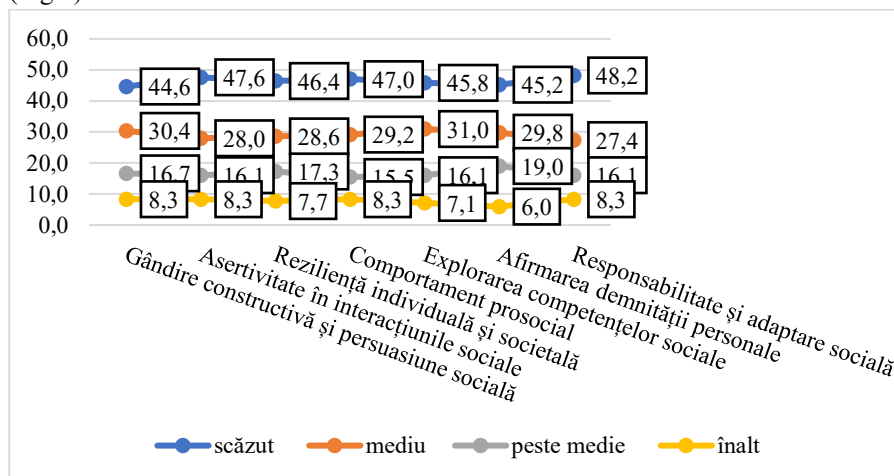 60,0
50,0
40,0
30,0
20,0
10,0
0,0
44,6 47,6 46,4 47,0 45,8 45,2 48,2
30,4 28,0 28,6 29,2 31,0 29,8 27,4
16,7 16,1 17,3 15,5 16,1 19,0 16,1
8,3 8,3 7,7 8,3 7,1 6,0 8,3
Gândire constructivă și persuasiune socială
Asertivitate în interacțiunile sociale
Reziliență individuală și societală
Comportament prosocial
Explorarea competențelor sociale
Afirmarea demnității personale
Responsabilitate și adaptare socială
scăzut mediu peste medie înalt